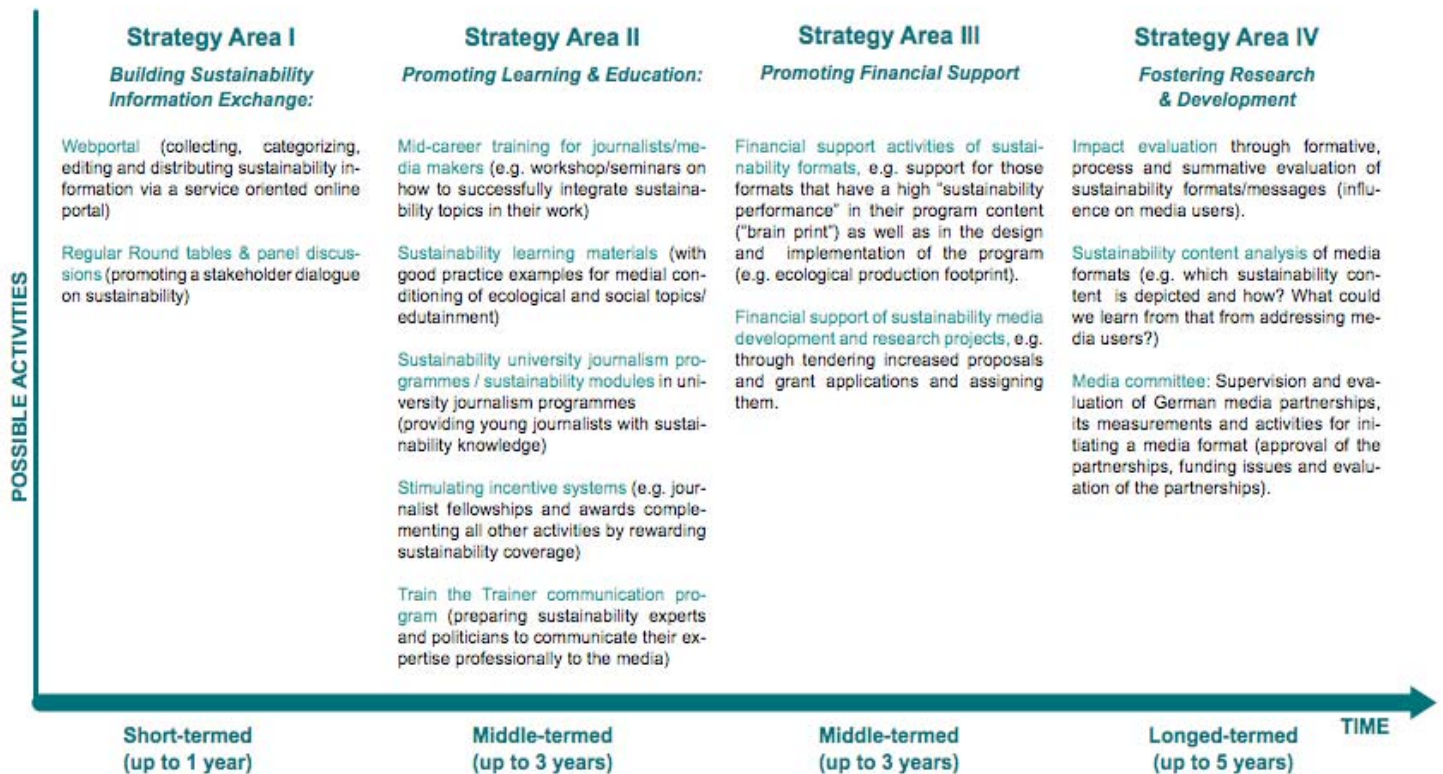 Strategy Area I
Building Sustainability
Information Exchange:
Webportal (collecting, categorizing,
editing and distributing sustainability in-
formation via a service oriented online
portal)
Regular Round tables & panel discus-
sions (promoting a stakeholder dialogue
on sustainability)
Strategy Area II
Promoting Learning & Education:
Mid-career training for journalists/me-
dia makers (e.g. workshop/seminars on
how to successfully integrate sustaina-
bility topics in their work)
Sustainability learning materials (with
good practice examples for medial con-
ditioning of ecological and social topics/
edutainment)
Sustainability university journalism pro-
grammes / sustainability modules in uni-
versity journalism programmes
(providing young journalists with sustai-
nability knowledge)
Stimulating incentive systems (e.g. jour-
nalist fellowships and awards comple-
menting all other activities by rewarding
sustainability coverage)
Train the Trainer communication pro-
gram (preparing sustainability experts
and politicians to communicate their ex-
pertise professionally to the media)
Strategy Area III
Promoting Financial Support
Financial support activities of sustai-
nability formats, e.g. support for those
formats that have a high "sustainability
performance" in their program content
("brain print") as well as in the design
and implementation of the program
(e.g. ecological production footprint).
Financial support of sustainability media
development and research projects, e.g.
through tendering increased proposals
and grant applications and assigning
them.
Strategy Area IV
Fostering Research
& Development
Impact evaluation through formative,
process and summative evaluation of
sustainability formats/messages (influ-
ence on media users).
Sustainability content analysis of media
formats (e.g. which sustainability con-
tent is depicted and how? What could
we learn from that from addressing me-
dia users?)
Media committee: Supervision and eva-
luation of German media partnerships,
its measurements and activities for ini-
tiating a media format (approval of the
partnerships, funding issues and evalu-
ation of the partnerships).
POSSIBLE ACTIVITIES
TIME
Short-termed
(up to 1 year)
Middle-termed
(up to 3 years)
Middle-termed
(up to 3 years)
Longed-termed
(up to 5 years)